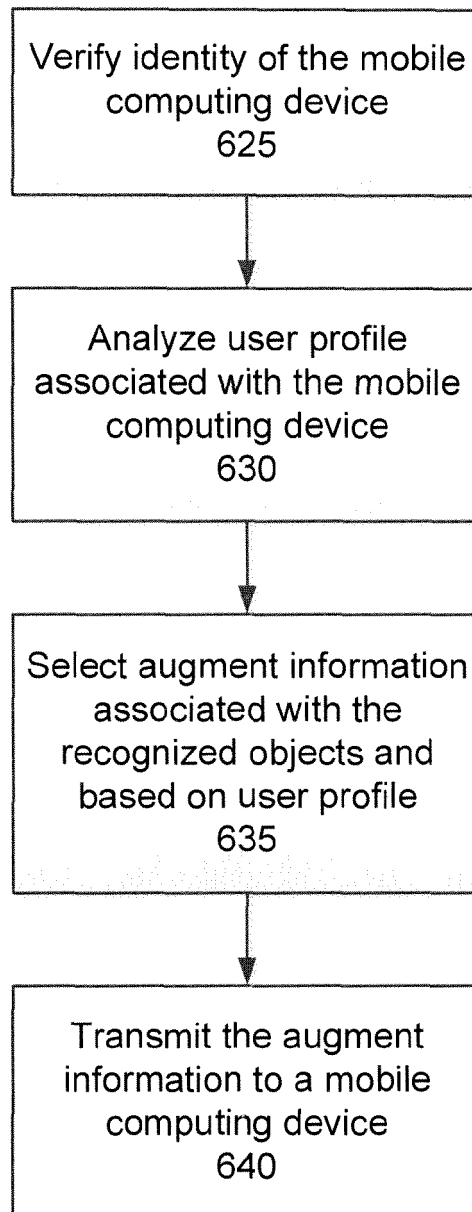 Verify identity of the mobile
computing device
625
Analyze user profile
associated with the mobile
computing device
630
Select augment information
associated with the
recognized objects and
based on user profile
635
Transmit the augment
information to a mobile
computing device
640